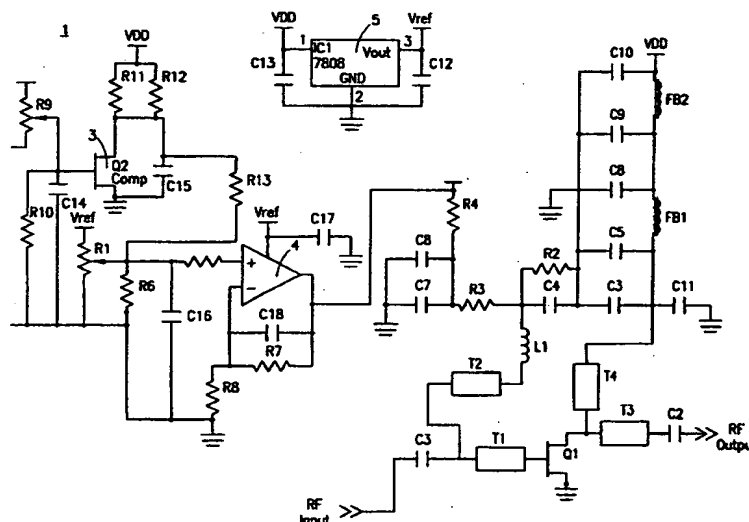 1
VDD
R11
R12
R9
3
Q2
Comp
C15
R13
R10
C14
Vref
R1
R6
C16
VDD
5
Vref
1
IC1
Vout
3
7808
GND
2
C13
C12
Vref
C17
4
+
-
C18
R7
R8
R4
C8
C7
R3
R2
C4
L1
T2
C3
T1
Q1
RF
Input
C10
VDD
FB2
C9
C8
FB1
C5
C3
C11
T4
T3
C2
RF
Output